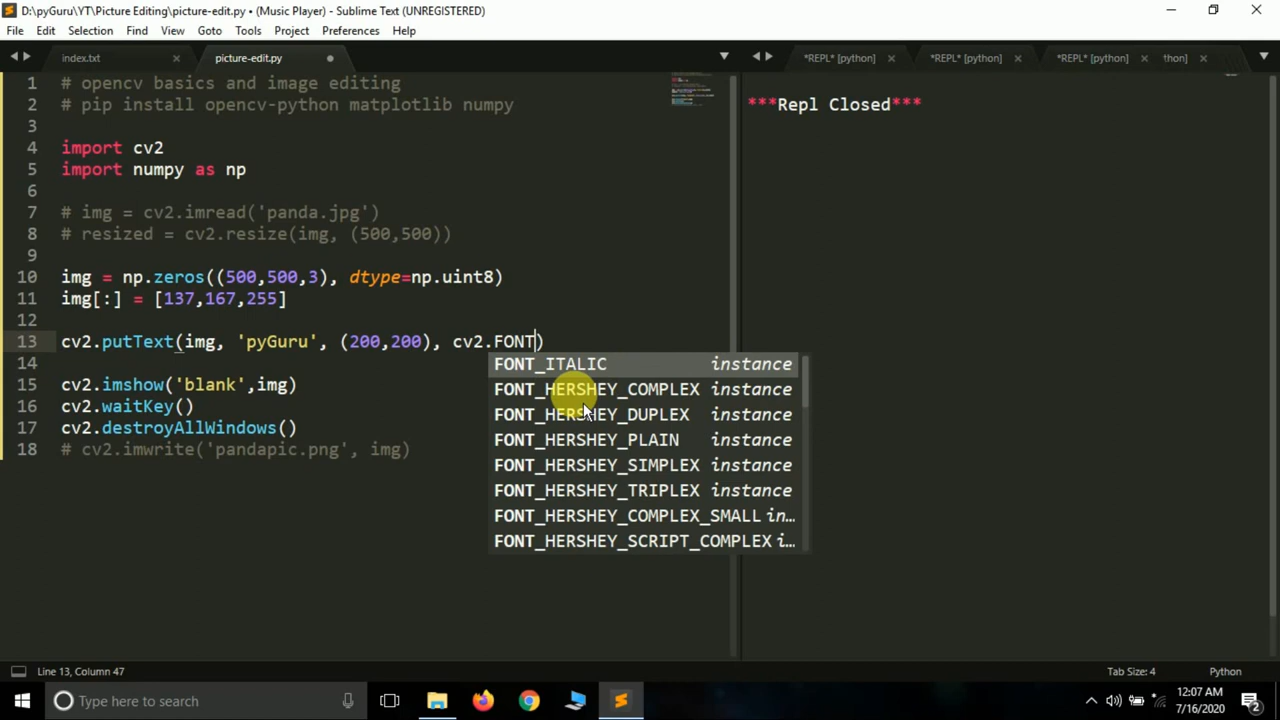 D:\pyGuru\YT\Picture Editing\picture-edit.py • (Music Player) - Sublime Text (UNREGISTERED)
File Edit Selection Find View Goto Tools Project Preferences Help
index.txt picture-edit.py *REPL* [python] *REPL* [python] *REPL* [python] thon]
1 # opencv basics and image editing
2 # pip install opencv-python matplotlib numpy
3
4 import cv2
5 import numpy as np
6
7 # img = cv2.imread('panda.jpg')
8 # resized = cv2.resize(img, (500,500))
9
10 img = np.zeros((500,500,3), dtype=np.uint8)
11 img[:] = [137,167,255]
12
13 cv2.putText(img, 'pyGuru', (200,200), cv2.FONT)
14
15 cv2.imshow('blank',img)
16 cv2.waitKey()
17 cv2.destroyAllWindows()
18 # cv2.imwrite('pandapic.png', img)
FONT_ITALIC instance
FONT_HERSHEY_COMPLEX instance
FONT_HERSHEY_DUPLEX instance
FONT_HERSHEY_PLAIN instance
FONT_HERSHEY_SIMPLEX instance
FONT_HERSHEY_TRIPLEX instance
FONT_HERSHEY_COMPLEX_SMALL in…
FONT_HERSHEY_SCRIPT_COMPLEX i…
***Repl Closed***
Line 13, Column 47 Tab Size: 4 Python
Type here to search
12:07 AM
7/16/2020
2